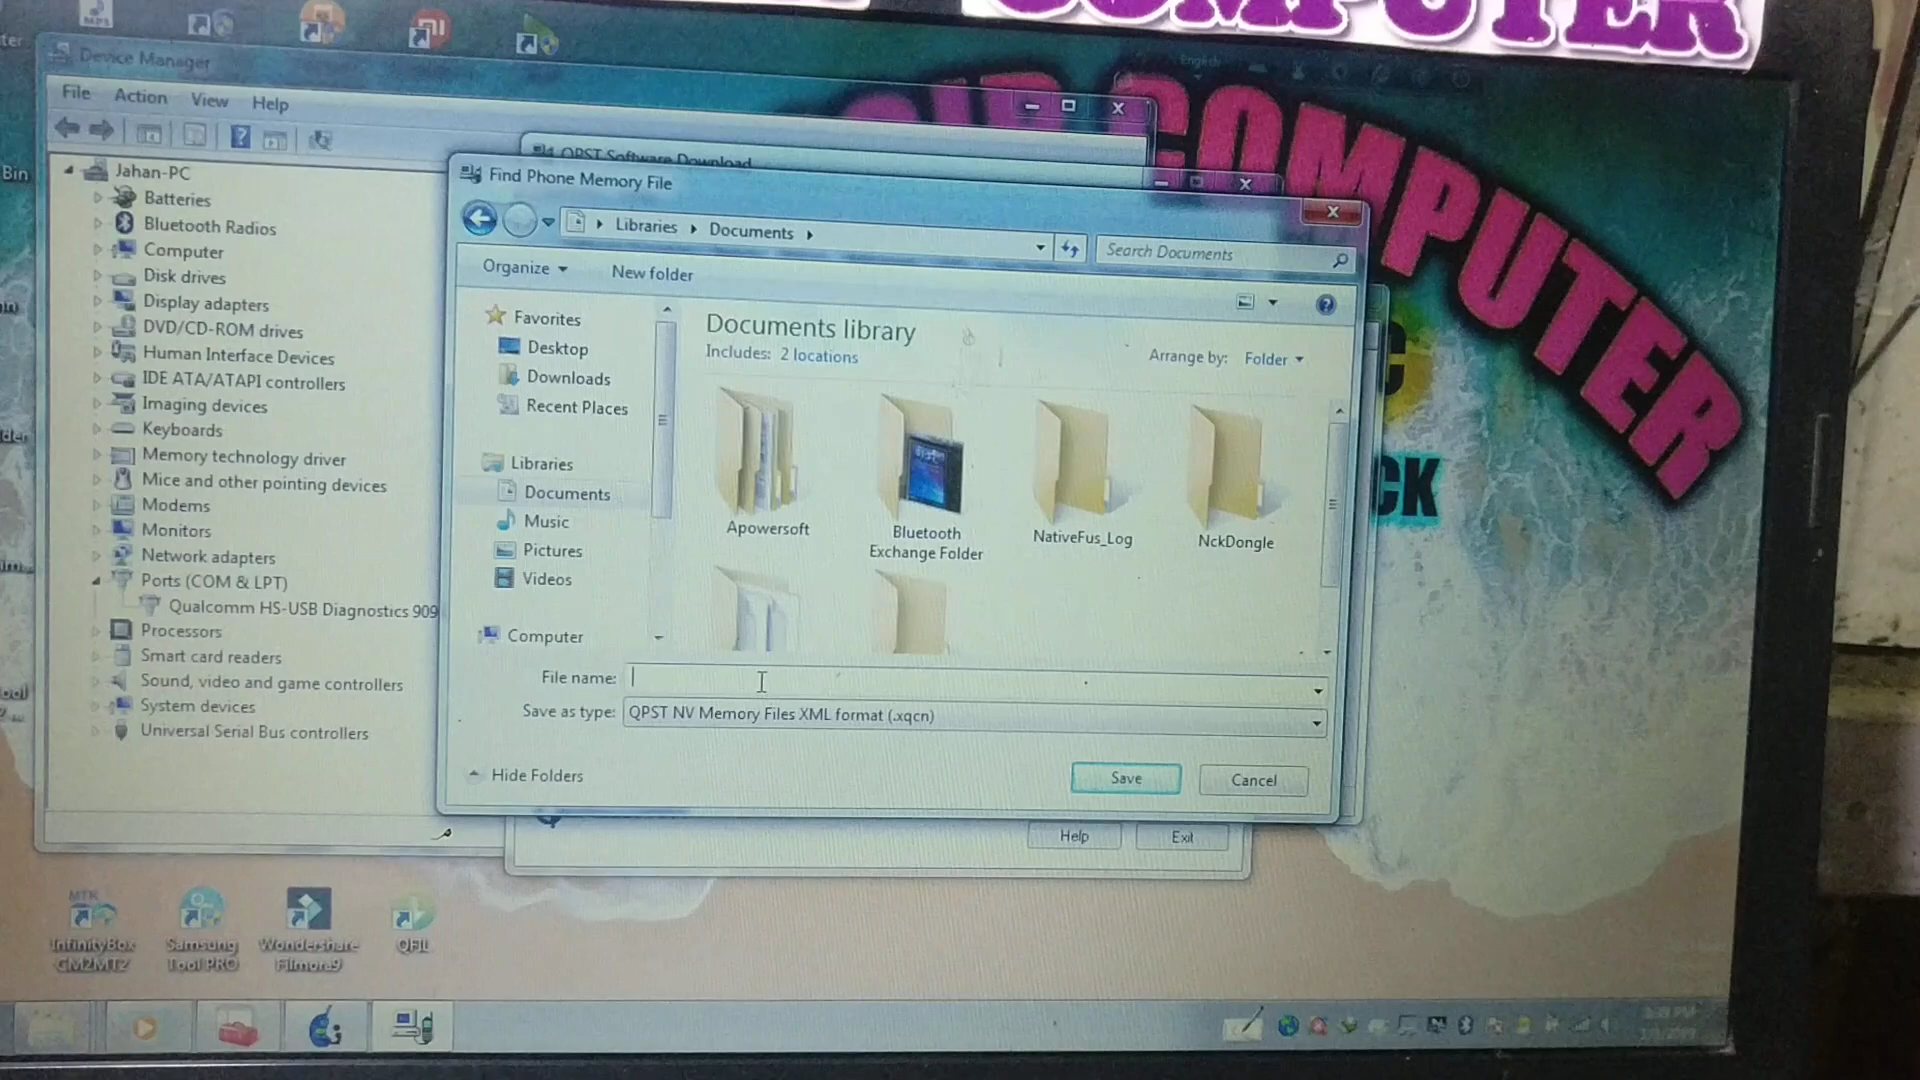 COMPUTER
Device Manager
File Action View Help
English
COMPUTER
QPST Software Download
Find Phone Memory File
Libraries Documents
Search Documents
Organize
New folder
Bin
Jahan-PC
Batteries
Bluetooth Radios
Computer
Disk drives
Display adapters
DVD/CD-ROM drives
Human Interface Devices
IDE ATA/ATAPI controllers
Imaging devices
Keyboards
Memory technology driver
Mice and other pointing devices
Modems
Monitors
Network adapters
Ports (COM & LPT)
Qualcomm HS-USB Diagnostics 909
Processors
Smart card readers
Sound, video and game controllers
System devices
Universal Serial Bus controllers
Favorites
Desktop
Downloads
Recent Places
Libraries
Documents
Music
Pictures
Videos
Computer
Documents library
Includes: 2 locations
Arrange by: Folder
Apowersoft
Bluetooth
Exchange Folder
NativeFus_Log
NckDongle
CK
File name:
Save as type: QPST NV Memory Files XML format (.xqcn)
Hide Folders
Save
Cancel
Help
Exit
InfinityBox
CM2MT2
Samsung
Tool PRO
Wondershare
Filmora9
QFIL